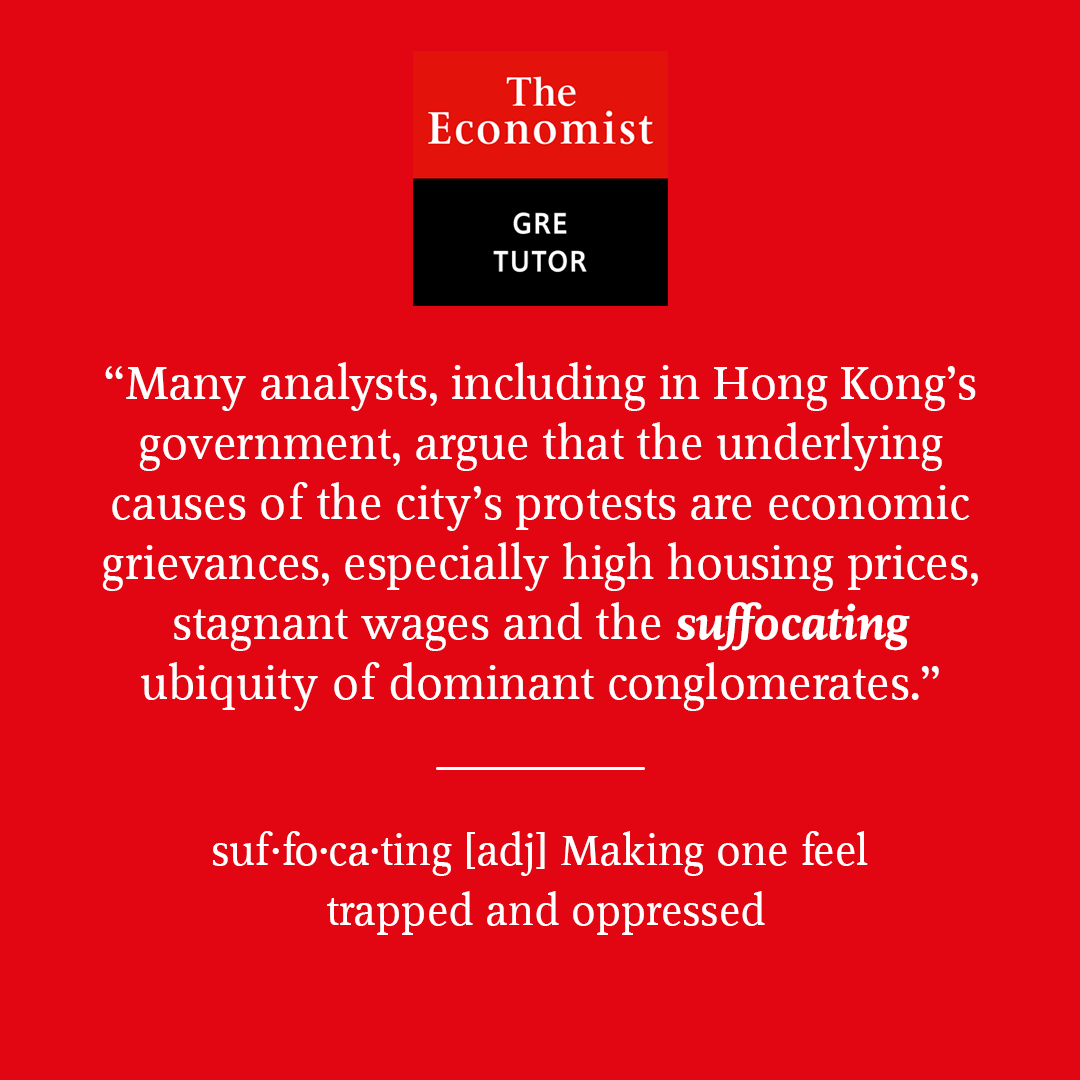 The
Economist
GRE
TUTOR
“Many analysts, including in Hong Kong’s
government, argue that the underlying
causes of the city’s protests are economic
grievances, especially high housing prices,
stagnant wages and the suffocating
ubiquity of dominant conglomerates.”
suf·fo·ca·ting [adj] Making one feel
trapped and oppressed